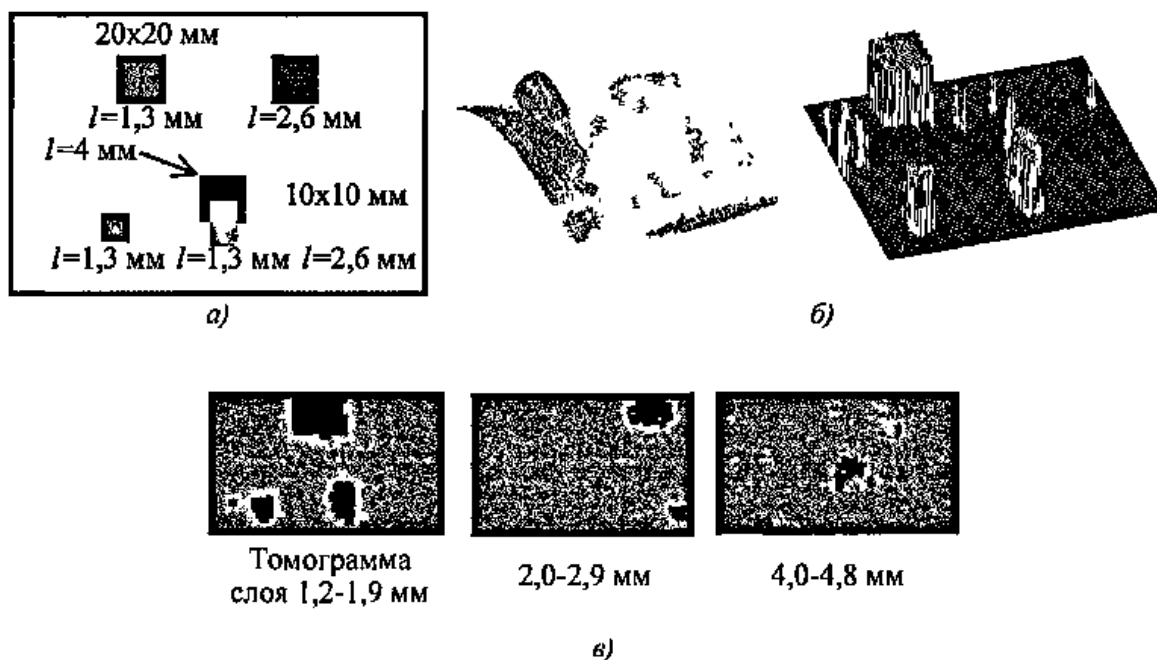 20x20 мм
l=1,3 мм l=2,6 мм
l=4 мм
10x10 мм
l=1,3 мм l=1,3 мм l=2,6 мм
а)
б)
Томограмма
слоя 1,2-1,9 мм
2,0-2,9 мм
4,0-4,8 мм
в)